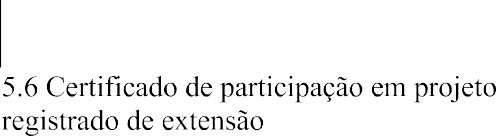 5.6 Certificado de participação em projeto
registrado de extensão